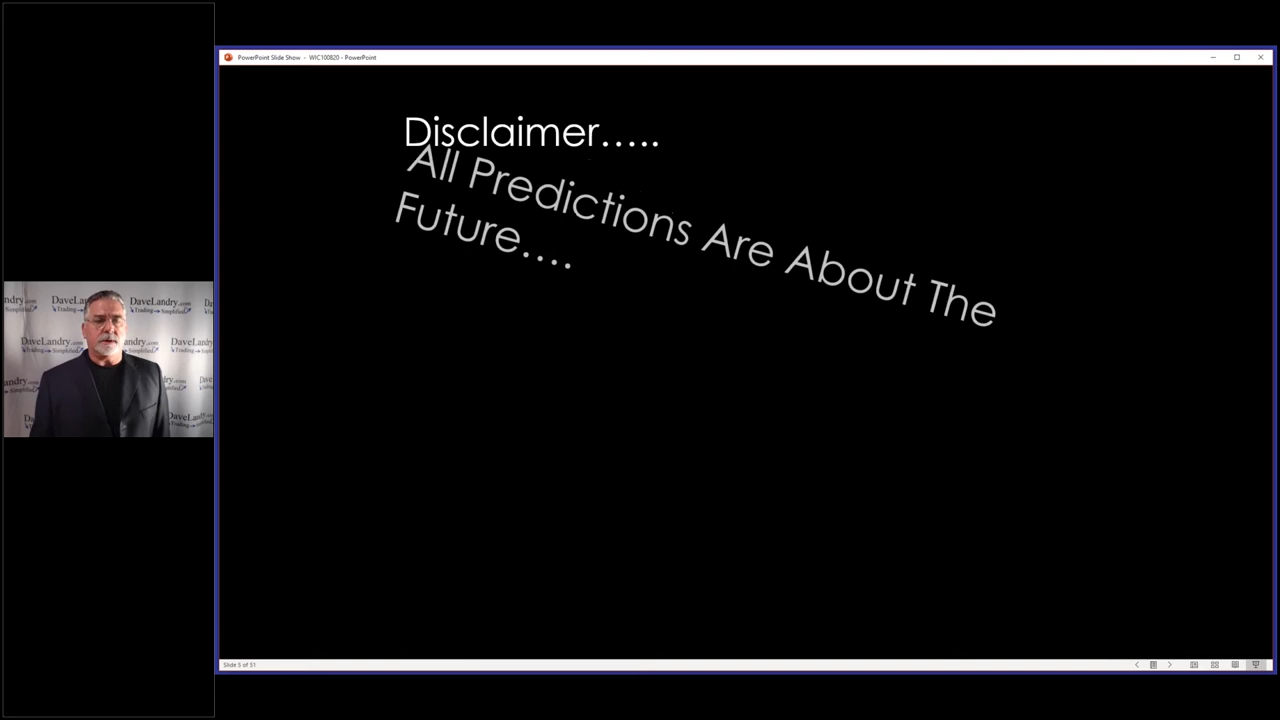 PowerPoint Slide Show - WIC100820 - PowerPoint
Disclaimer.....
All Predictions Are About The
Future....
DaveLandry.com
Trading Simplified
Slide 5 of 51